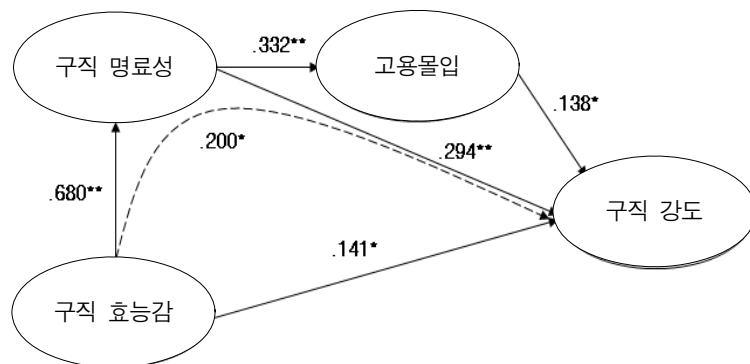 .332**
구직 명료성
고용몰입
.138*
.200*
.294**
.680**
구직 강도
.141*
구직 효능감